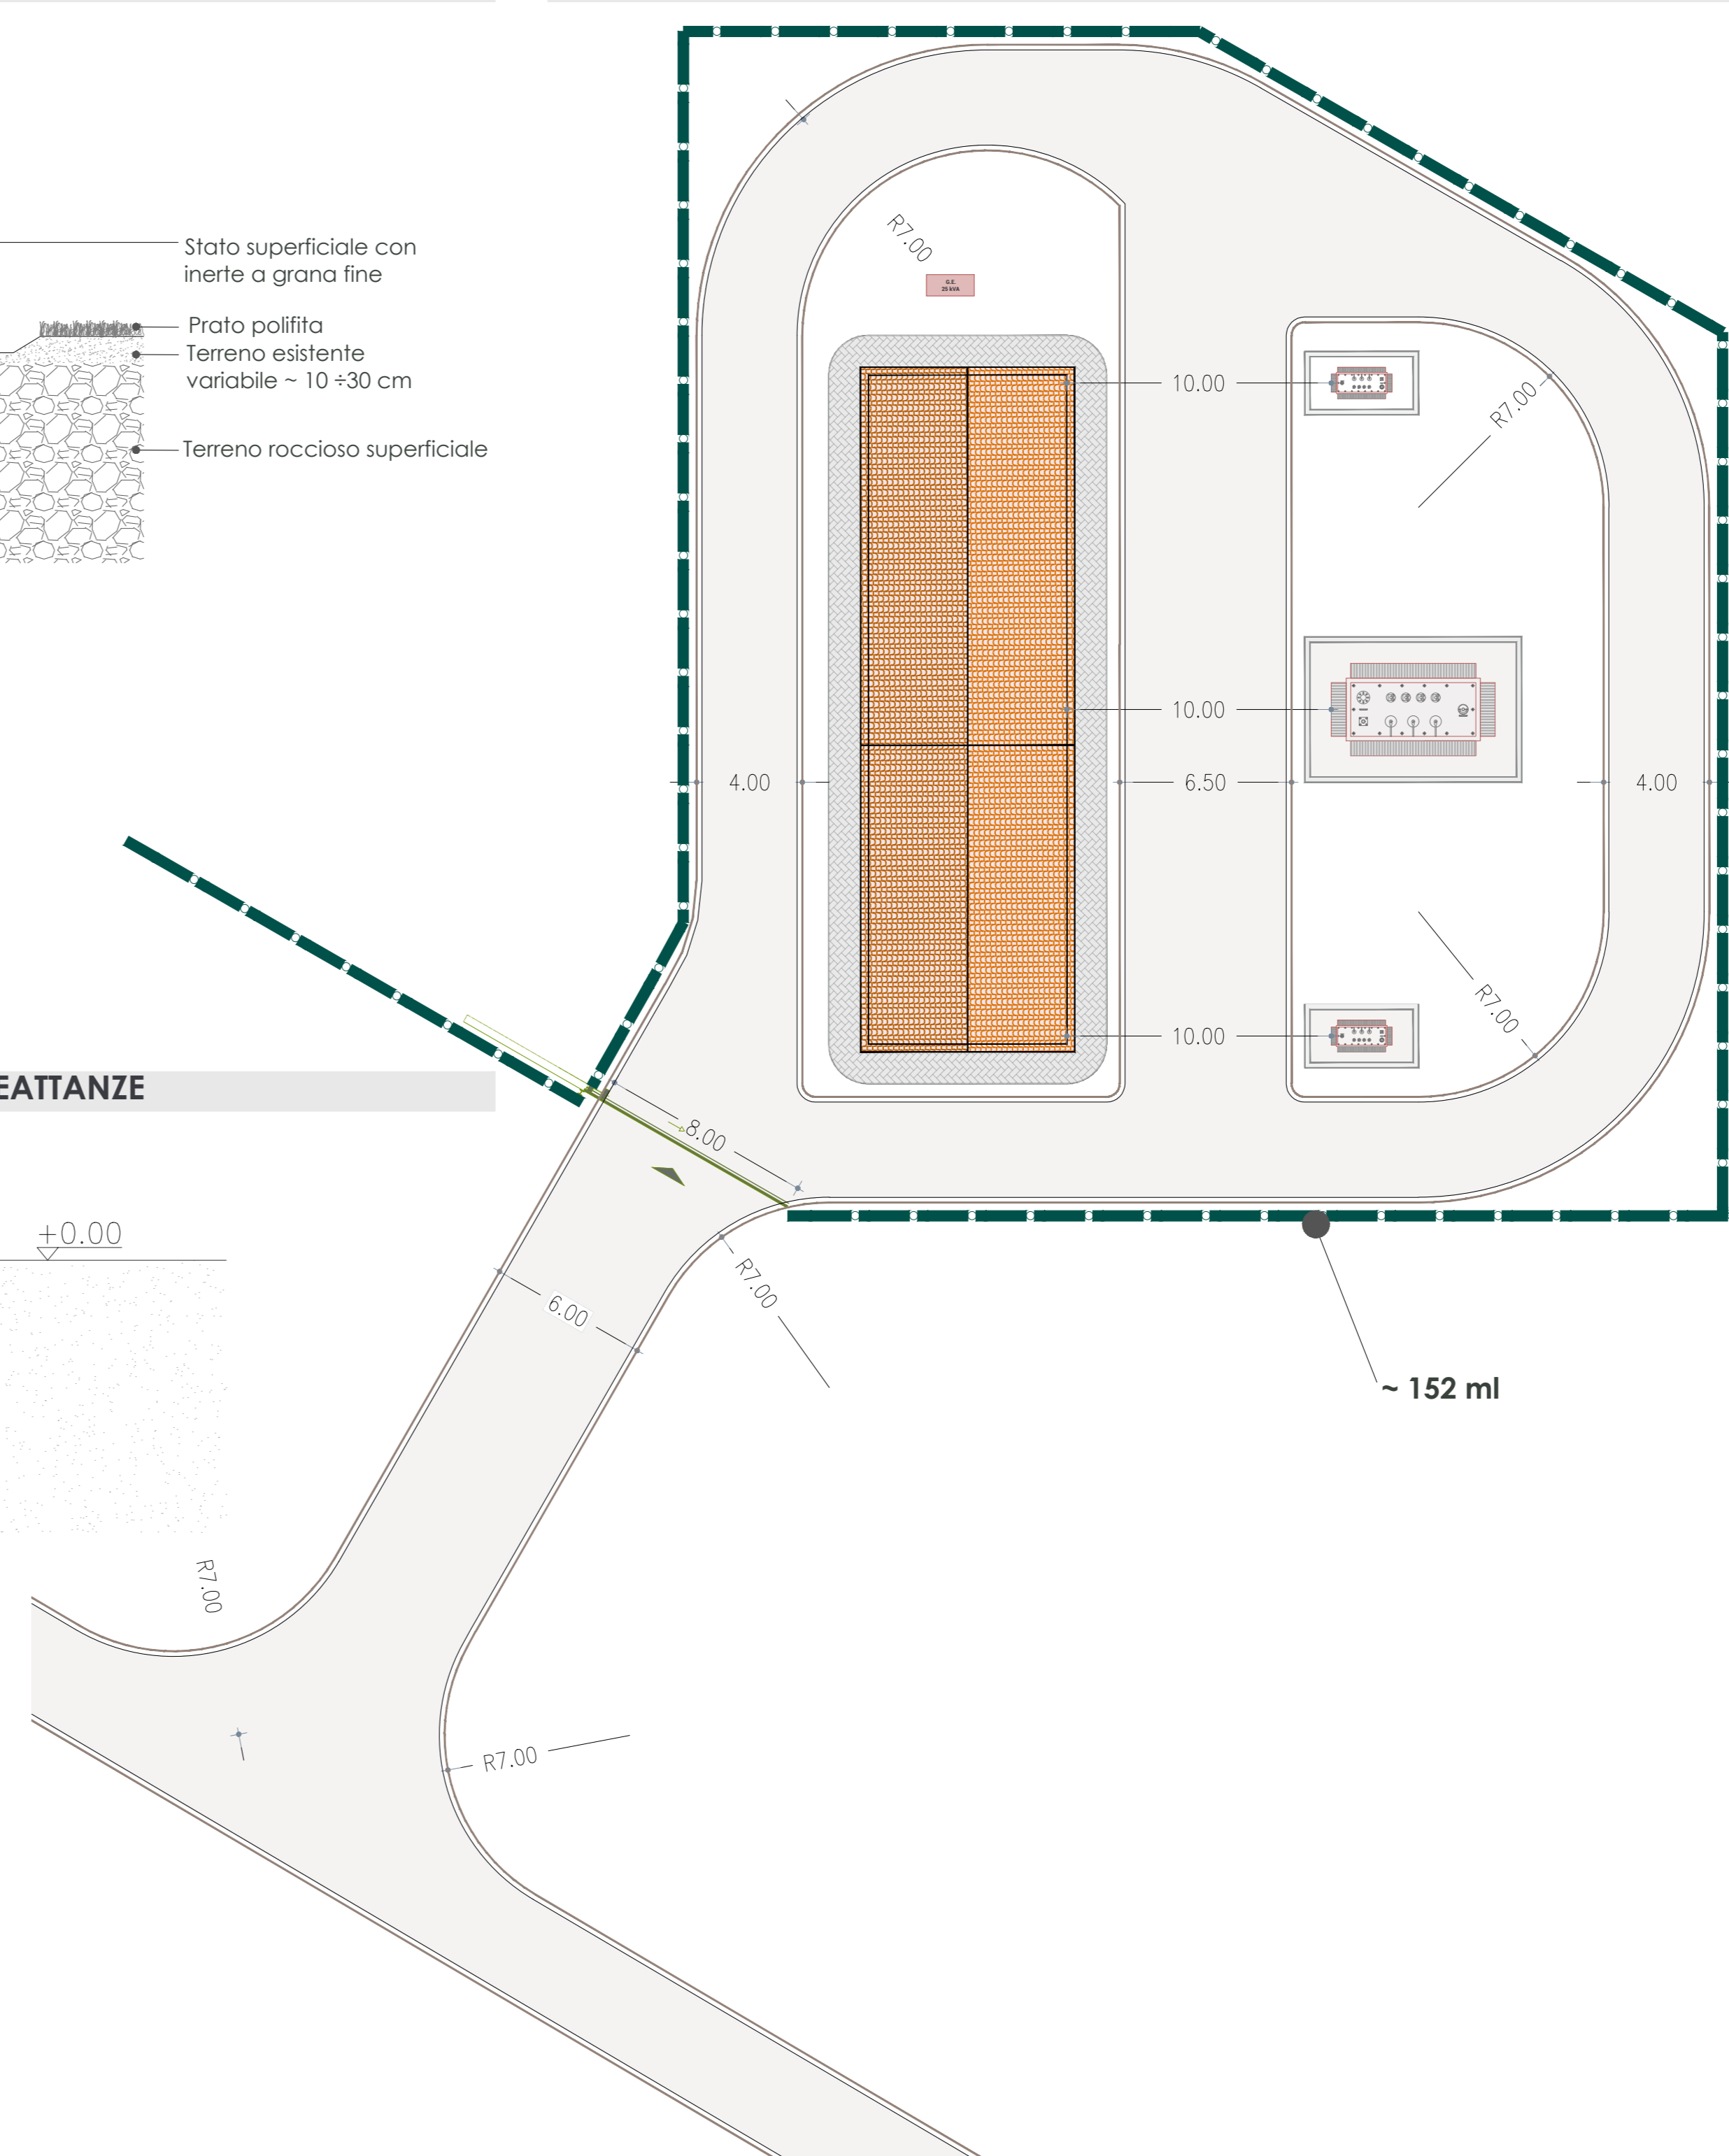 Stato superficiale con
inerte a grana fine
Prato polifita
Terreno esistente
variabile ~ 10 ÷30 cm
Terreno roccioso superficiale
R7.00
G.E.
25 kVA
10.00
R7.00
10.00
4.00
6.50
4.00
R7.00
10.00
EATTANZE
8.00
+0.00
R7.00
6.00
~ 152 ml
R7.00
R7.00